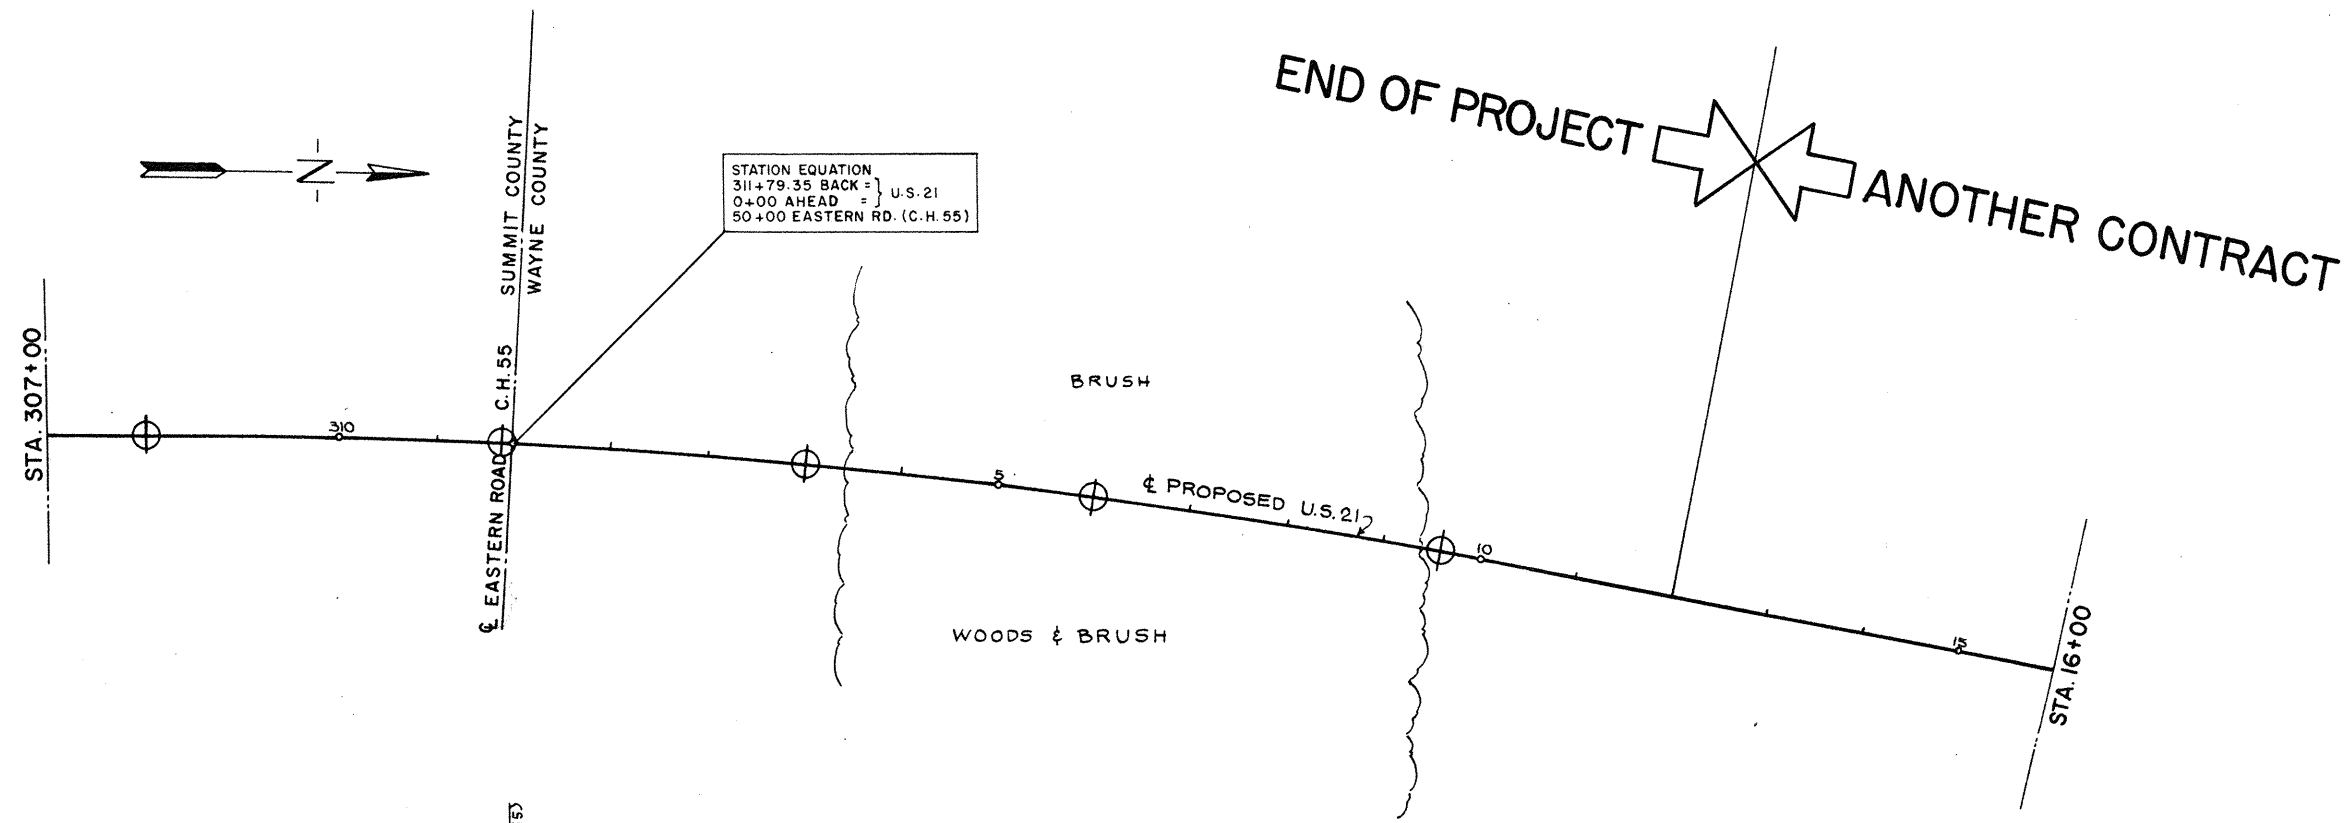 END OF PROJECT
ANOTHER CONTRACT
N
SUMMIT COUNTY
WAYNE COUNTY
STATION EQUATION
311+79.35 BACK = } U.S.21
0+00 AHEAD =
50+00 EASTERN RD. (C.H.55)
STA. 307+00
310
℄ EASTERN ROAD C.H.55
BRUSH
5
℄ PROPOSED U.S.21
10
WOODS & BRUSH
15
STA. 16+00
5)